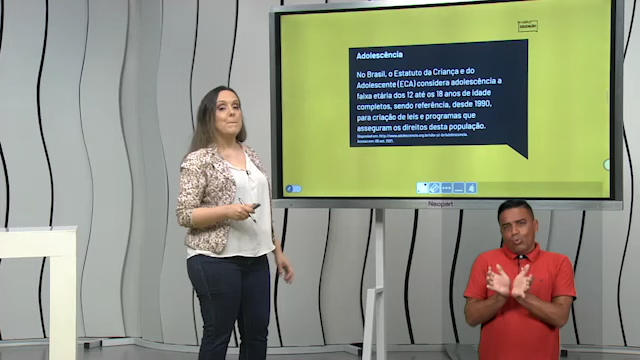 EDUCAÇÃO
Adolescência
No Brasil, o Estatuto da Criança e do
Adolescente (ECA) considera adolescência a
faixa etária dos 12 até os 18 anos de idade
completos, sendo referência, desde 1990,
para criação de leis e programas que
asseguram os direitos desta população.
Neopart